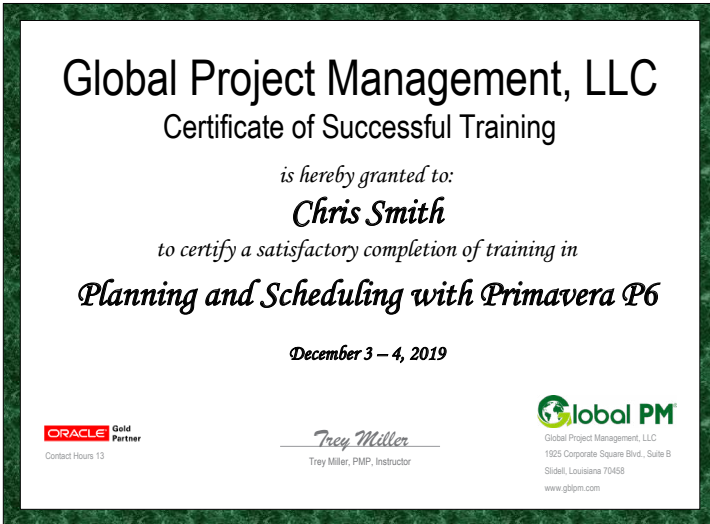 Global Project Management, LLC
Certificate of Successful Training
is hereby granted to:
Chris Smith
to certify a satisfactory completion of training in
Planning and Scheduling with Primavera P6
December 3 – 4, 2019
ORACLE Gold
Partner
Contact Hours 13
Trey Miller
Trey Miller, PMP, Instructor
Global PM
Global Project Management, LLC
1925 Corporate Square Blvd., Suite B
Slidell, Louisiana 70458
www.gblpm.com